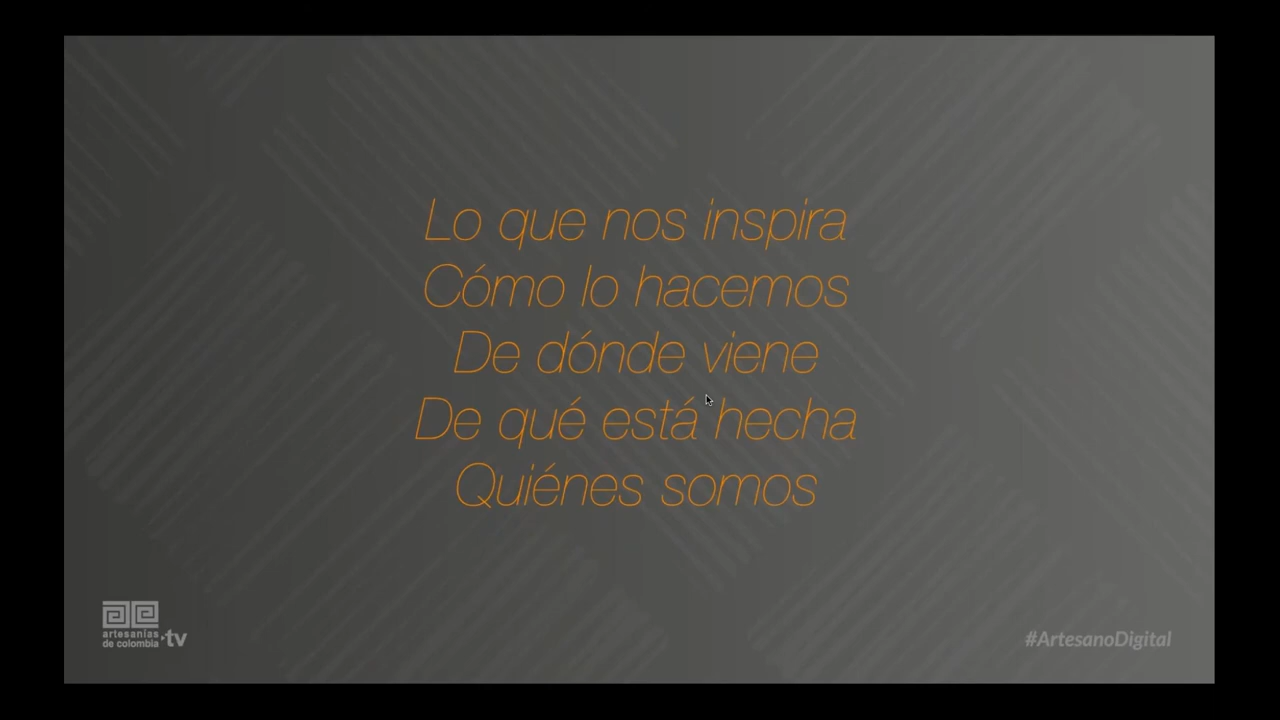 Lo que nos inspira
Cómo lo hacemos
De dónde viene
De qué está hecha
Quiénes somos
artesanías
de colombia
.tv
#ArtesanoDigital